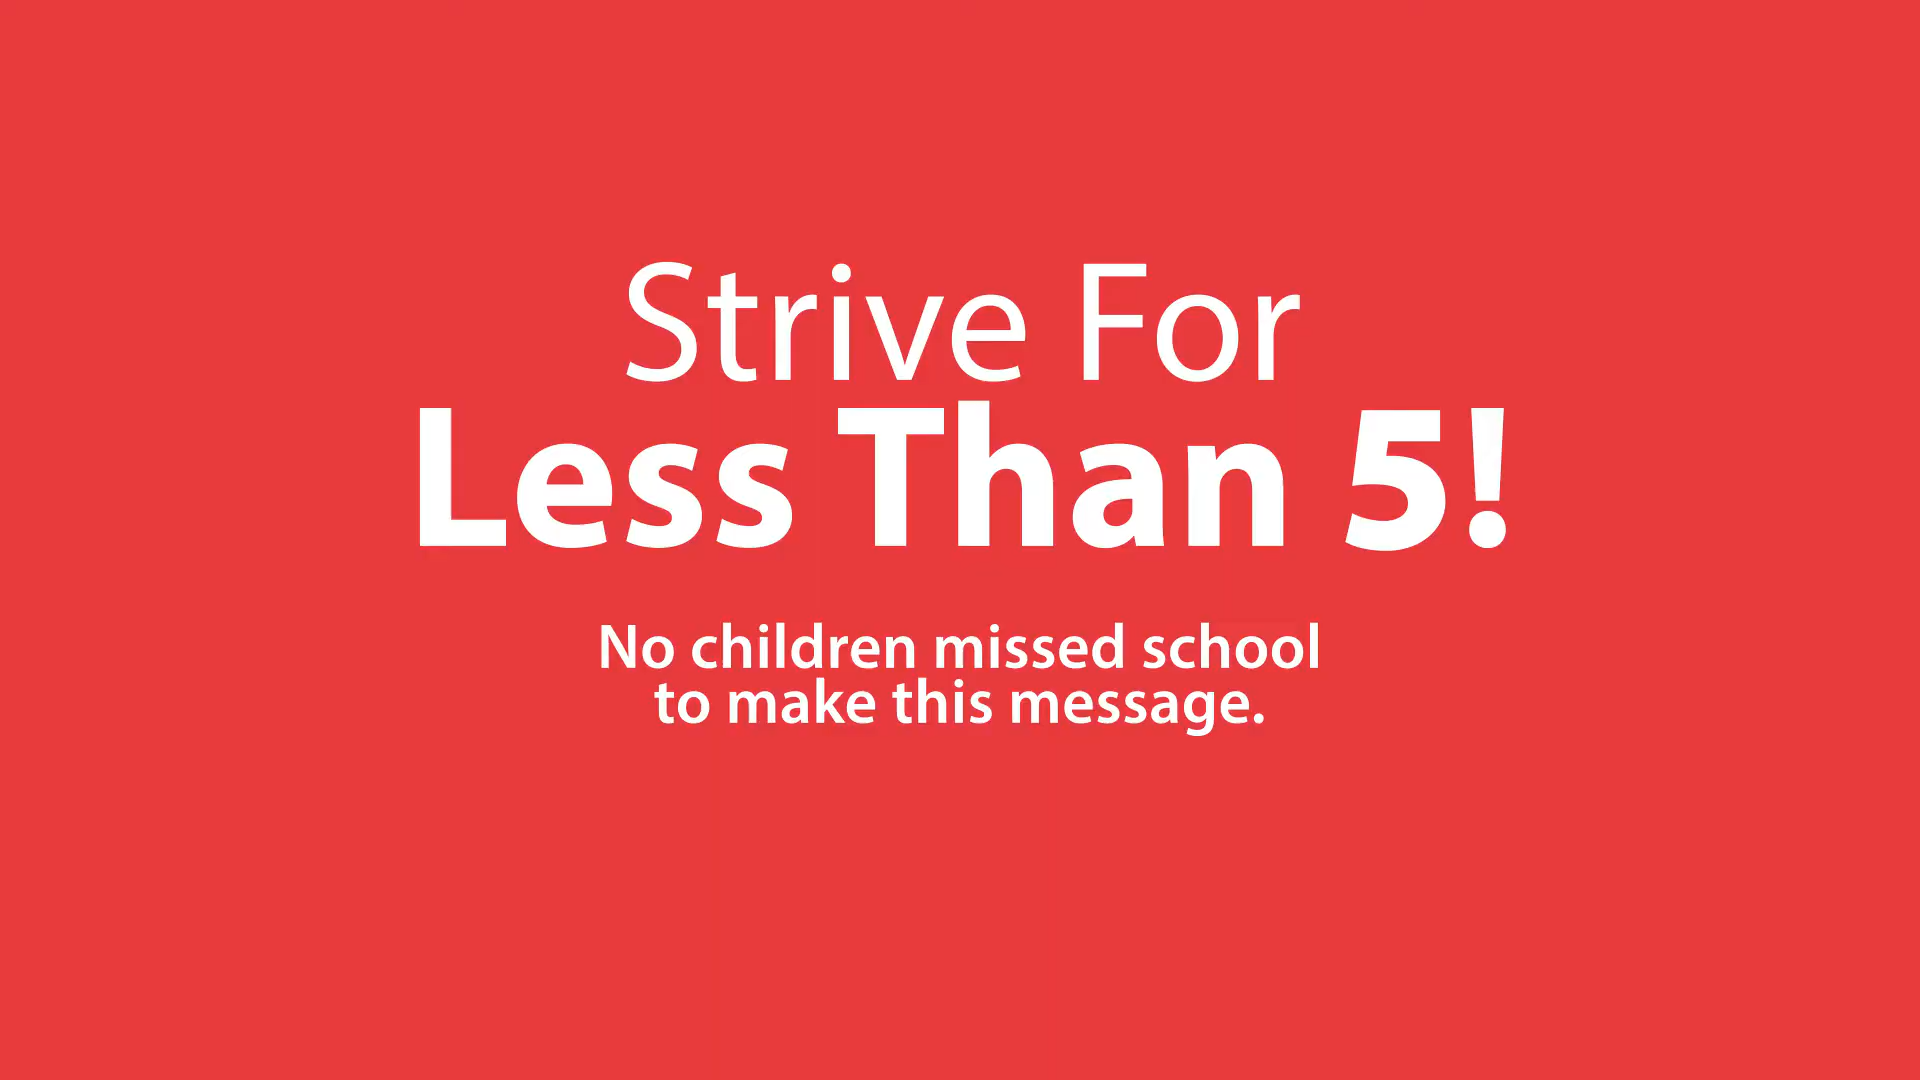 Strive For
Less Than 5!
No children missed school
to make this message.